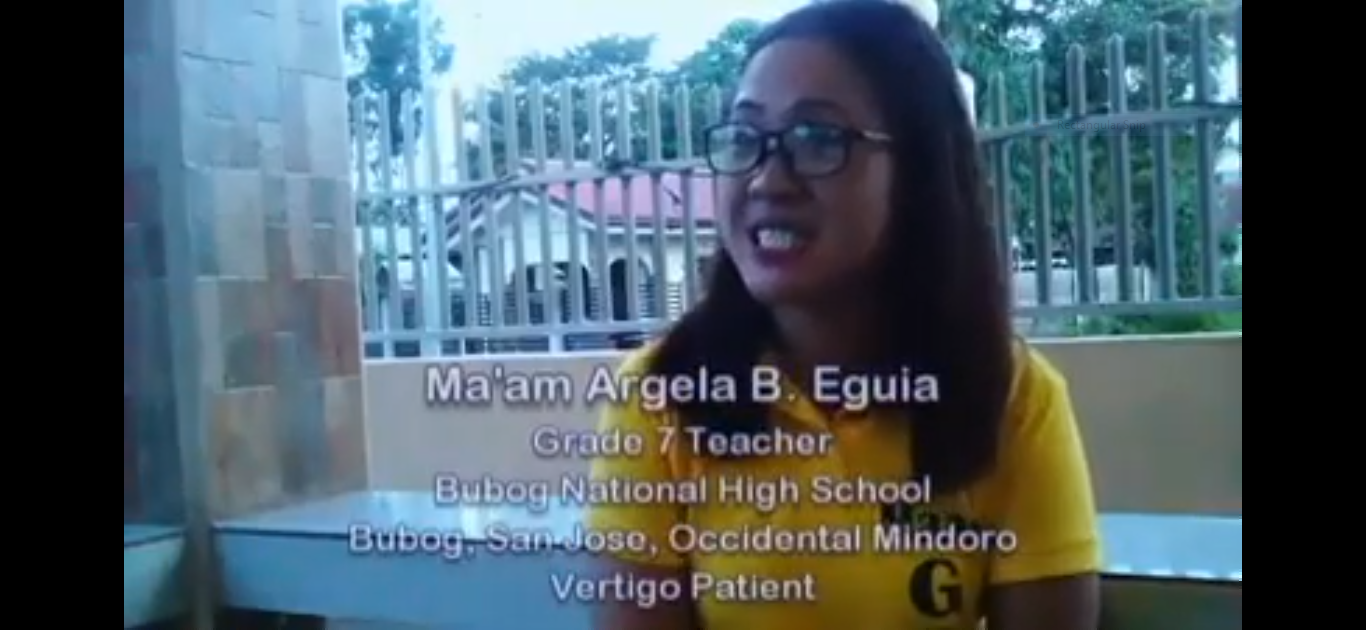 Ma'am Argela B. Eguia
Grade 7 Teacher
Bubog National High School
Bubog, San Jose, Occidental Mindoro
Vertigo Patient
G